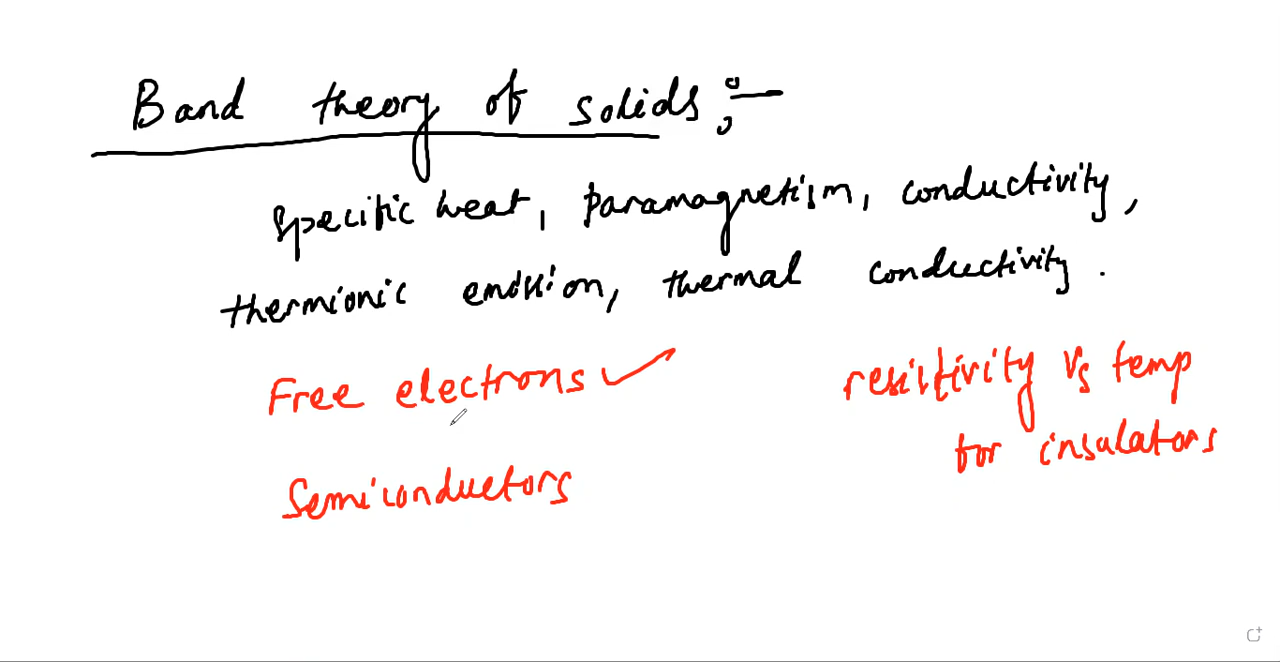 Band theory of solids :-
specific heat, paramagnetism, conductivity,
thermionic emission, thermal conductivity.
Free electrons ✓
resistivity Vs temp
for insulators
Semiconductors